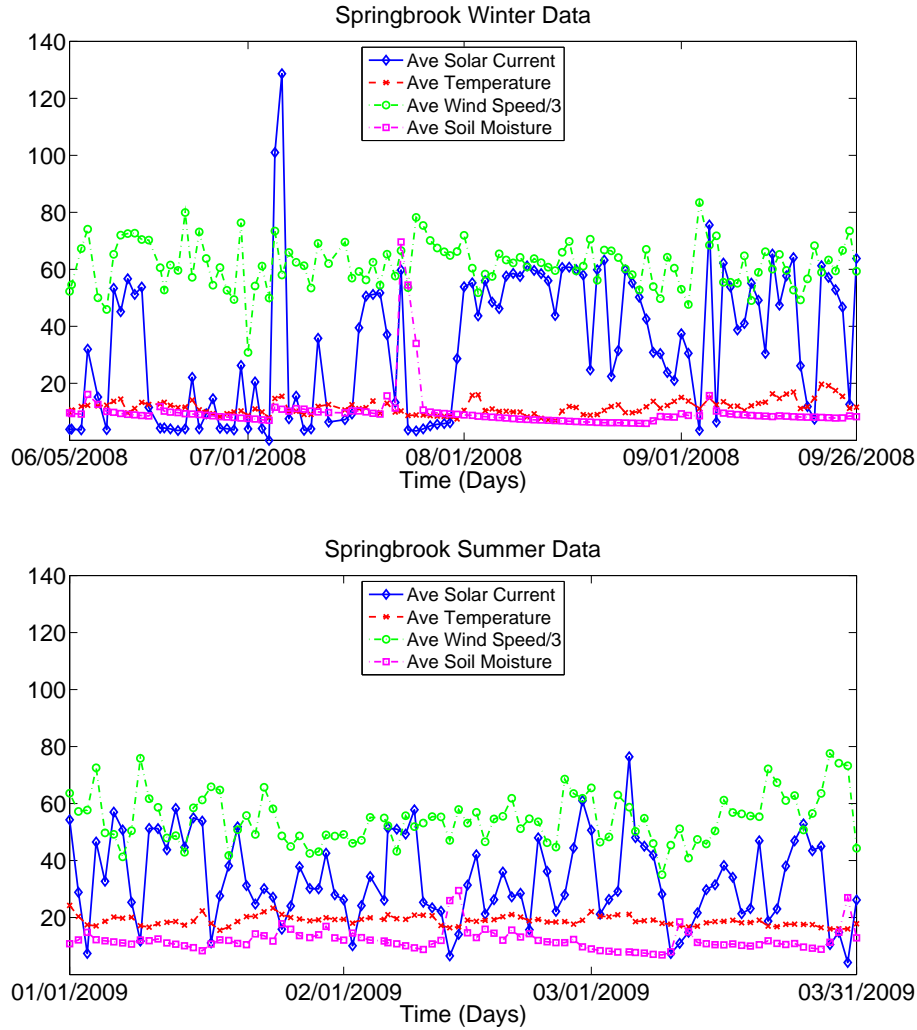 Springbrook Winter Data
140
120
100
80
60
40
20
Ave Solar Current
Ave Temperature
Ave Wind Speed/3
Ave Soil Moisture
06/05/2008 07/01/2008 08/01/2008 09/01/2008 09/26/2008
Time (Days)
Springbrook Summer Data
140
120
100
80
60
40
20
Ave Solar Current
Ave Temperature
Ave Wind Speed/3
Ave Soil Moisture
01/01/2009 02/01/2009 03/01/2009 03/31/2009
Time (Days)